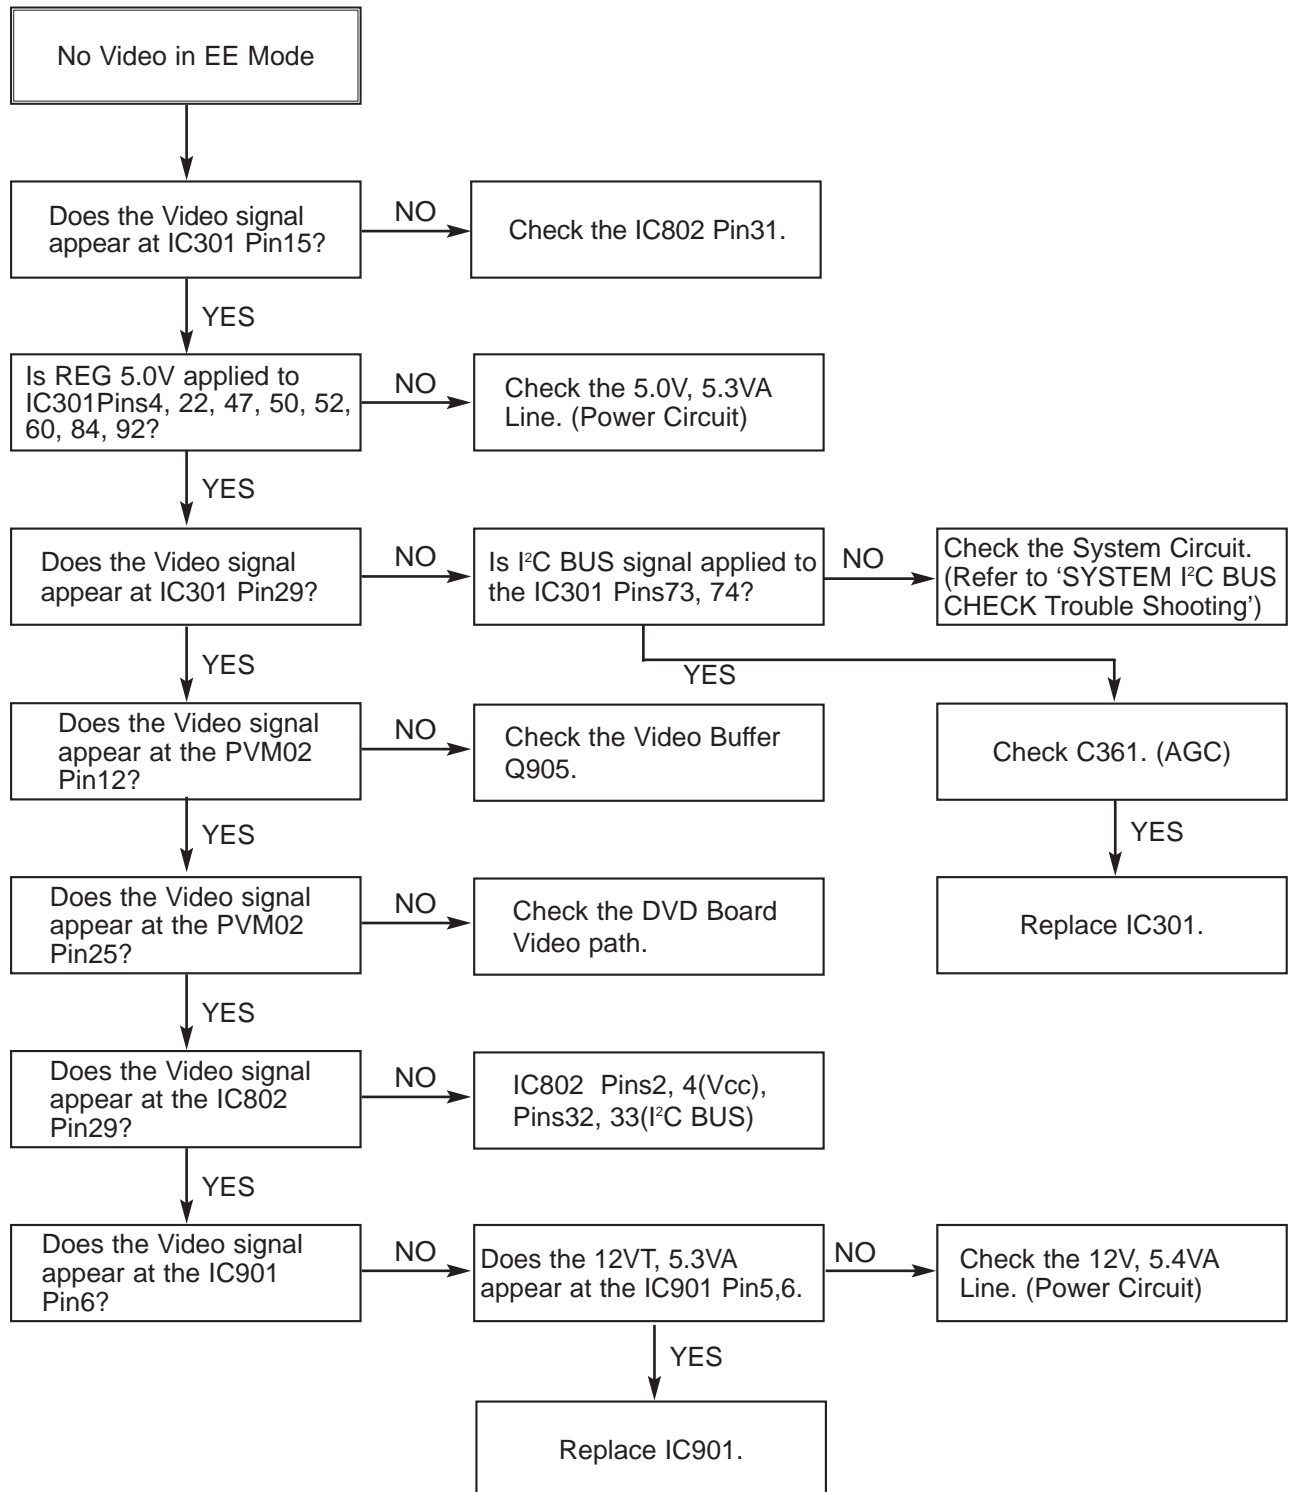 No Video in EE Mode
Does the Video signal
appear at IC301 Pin15?
NO
Check the IC802 Pin31.
YES
Is REG 5.0V applied to
IC301Pins4, 22, 47, 50, 52,
60, 84, 92?
NO
Check the 5.0V, 5.3VA
Line. (Power Circuit)
YES
Does the Video signal
appear at IC301 Pin29?
NO
Is I²C BUS signal applied to
the IC301 Pins73, 74?
NO
Check the System Circuit.
(Refer to ‘SYSTEM I²C BUS
CHECK Trouble Shooting’)
YES
YES
Does the Video signal
appear at the PVM02
Pin12?
NO
Check the Video Buffer
Q905.
Check C361. (AGC)
YES
YES
Does the Video signal
appear at the PVM02
Pin25?
NO
Check the DVD Board
Video path.
Replace IC301.
YES
Does the Video signal
appear at the IC802
Pin29?
NO
IC802  Pins2, 4(Vcc),
Pins32, 33(I²C BUS)
YES
Does the Video signal
appear at the IC901
Pin6?
NO
Does the 12VT, 5.3VA
appear at the IC901 Pin5,6.
NO
Check the 12V, 5.4VA
Line. (Power Circuit)
YES
Replace IC901.